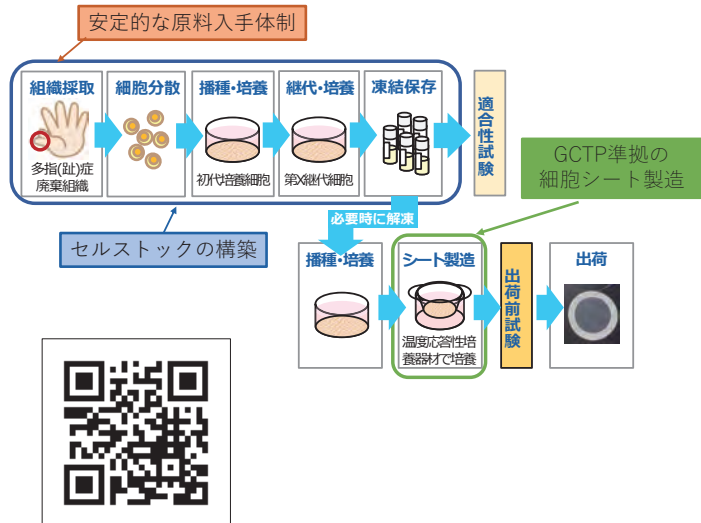 安定的な原料入手体制
組織採取
細胞分散
播種・培養
継代・培養
凍結保存
適合性試験
多指(趾)症
廃棄組織
初代培養細胞
第X継代細胞
GCTP準拠の
細胞シート製造
セルストックの構築
必要時に解凍
播種・培養
シート製造
出荷前試験
出荷
温度応答性培
養器材で培養